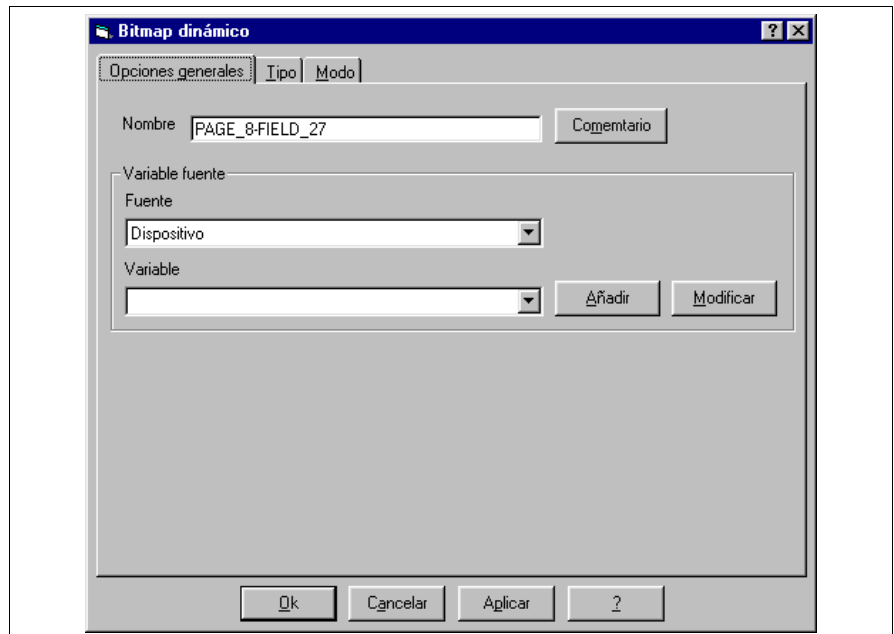 Bitmap dinámico
Opciones generales Tipo Modo
Nombre PAGE_8-FIELD_27 Comemtario
Variable fuente
Fuente
Dispositivo
Variable
Añadir Modificar
Ok Cancelar Aplicar ?